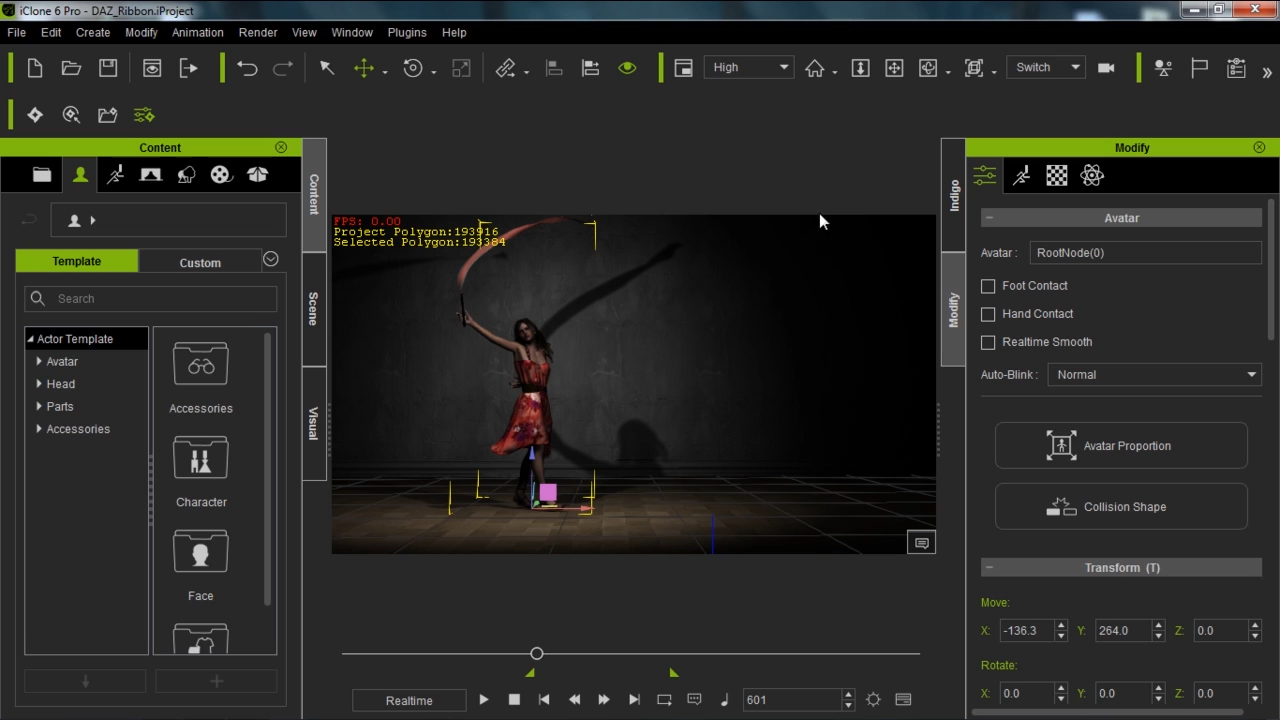 iClone 6 Pro - DAZ_Ribbon.iProject
File Edit Create Modify Animation Render View Window Plugins Help
High
Switch
Content
Modify
Content
Scene
Visual
Indigo
Modify
Template Custom
Search
Actor Template
Avatar
Head
Parts
Accessories
Accessories
Character
Face
FPS: 0.00
Project Polygon:193916
Selected Polygon:193384
Avatar
Avatar : RootNode(0)
Foot Contact
Hand Contact
Realtime Smooth
Auto-Blink : Normal
Avatar Proportion
Collision Shape
Transform (T)
Move:
X: -136.3 Y: 264.0 Z: 0.0
Rotate:
X: 0.0 Y: 0.0 Z: 0.0
Realtime
601